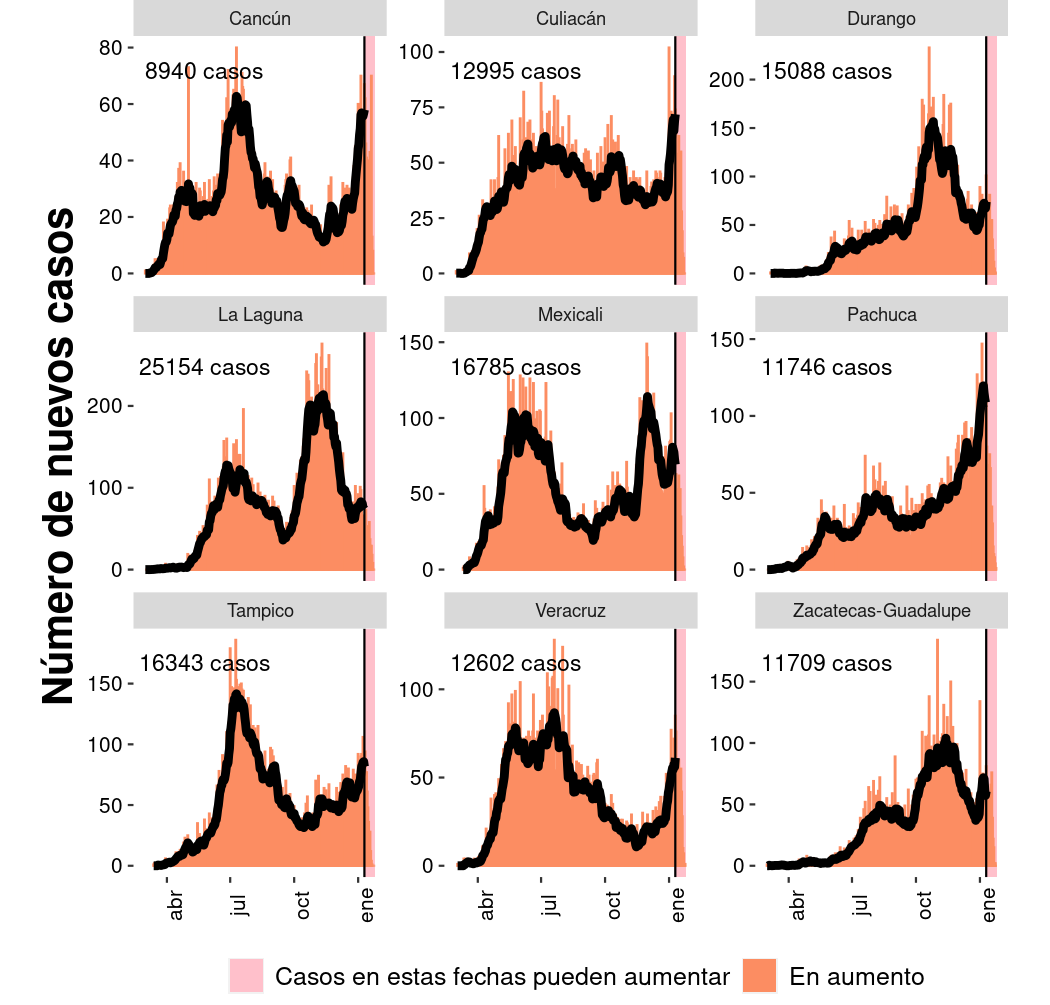 Cancún
Culiacán
Durango
8940 casos
12995 casos
15088 casos
80
60
40
20
0
100
75
50
25
0
200
150
100
50
0
La Laguna
Mexicali
Pachuca
25154 casos
16785 casos
11746 casos
200
100
0
150
100
50
0
150
100
50
0
Tampico
Veracruz
Zacatecas-Guadalupe
16343 casos
12602 casos
11709 casos
150
100
50
0
100
50
0
150
100
50
0
abr
jul
oct
ene
abr
jul
oct
ene
abr
jul
oct
ene
Número de nuevos casos
Casos en estas fechas pueden aumentar
En aumento